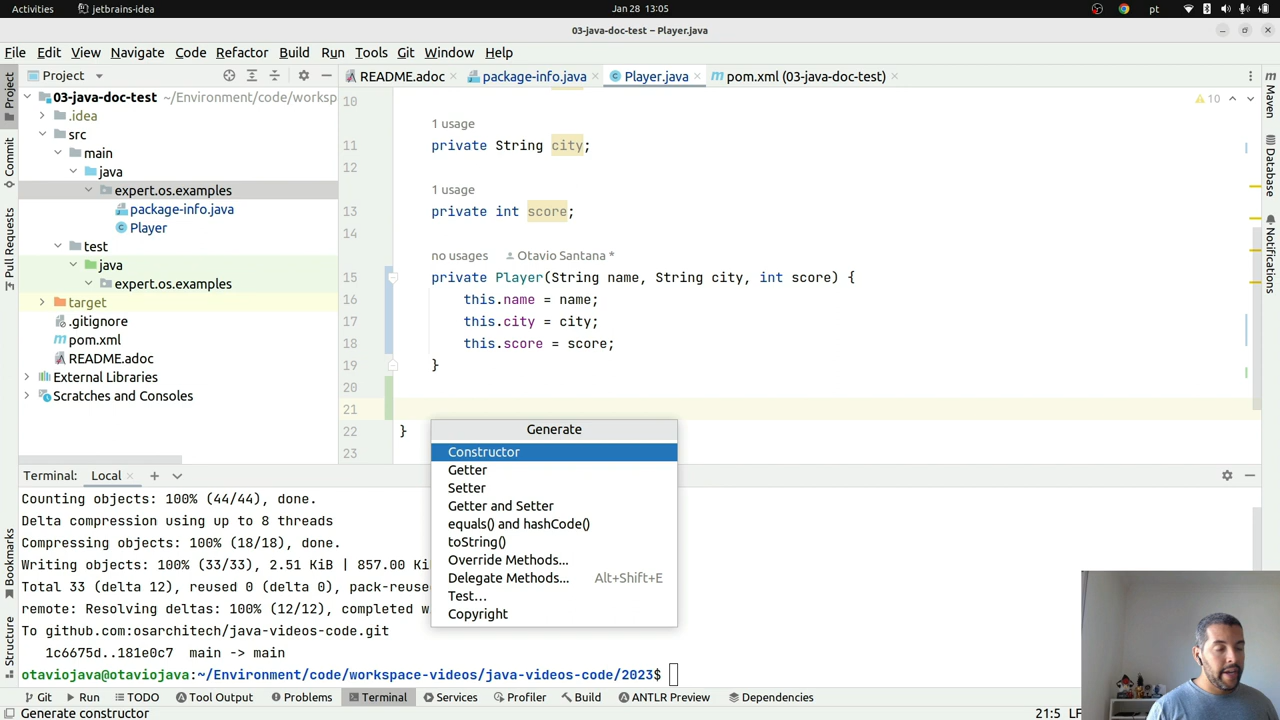 Activities jetbrains-idea Jan 28 13:05 pt
03-java-doc-test – Player.java
File Edit View Navigate Code Refactor Build Run Tools Git Window Help
Project README.adoc package-info.java Player.java pom.xml (03-java-doc-test)
Project
Commit
Pull Requests
Bookmarks
Structure
03-java-doc-test ~/Environment/code/worksp
.idea
src
main
java
expert.os.examples
package-info.java
Player
test
java
expert.os.examples
target
.gitignore
pom.xml
README.adoc
External Libraries
Scratches and Consoles
10
10
1 usage
11 private String city;
12
1 usage
13 private int score;
14
no usages Otavio Santana *
15 private Player(String name, String city, int score) {
16 this.name = name;
17 this.city = city;
18 this.score = score;
19 }
20
21
22 }
23
Maven
Database
Notifications
Generate
Constructor
Getter
Setter
Getter and Setter
equals() and hashCode()
toString()
Override Methods...
Delegate Methods... Alt+Shift+E
Test...
Copyright
Terminal: Local
Counting objects: 100% (44/44), done.
Delta compression using up to 8 threads
Compressing objects: 100% (18/18), done.
Writing objects: 100% (33/33), 2.51 KiB | 857.00 Ki
Total 33 (delta 12), reused 0 (delta 0), pack-reuse
remote: Resolving deltas: 100% (12/12), completed w
To github.com:osarchitech/java-videos-code.git
1c6675d..181e0c7 main -> main
otaviojava@otaviojava:~/Environment/code/workspace-videos/java-videos-code/2023$
Git Run TODO Tool Output Problems Terminal Services Profiler Build ANTLR Preview Dependencies
Generate constructor 21:5 LF